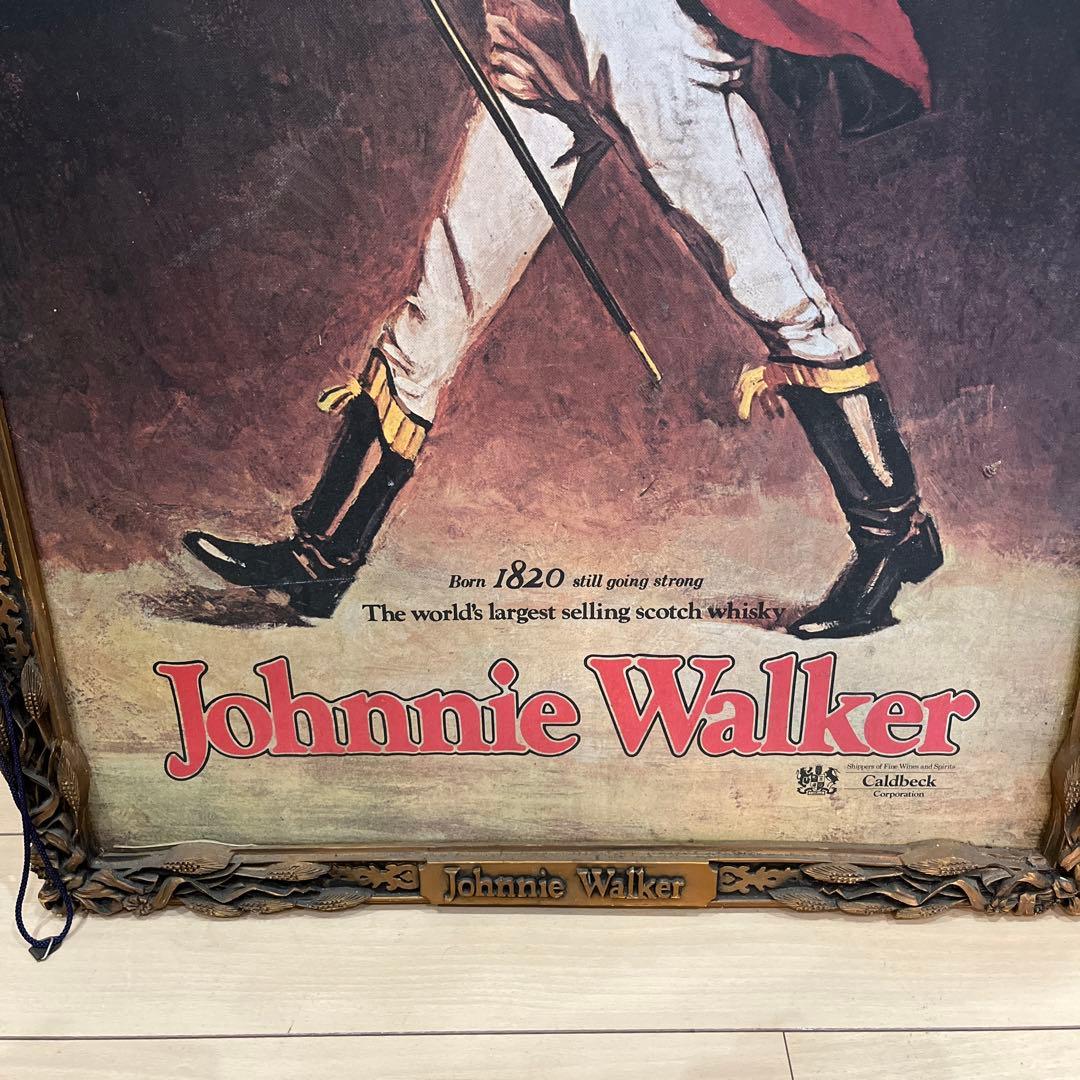 Born 1820 still going strong
The world's largest selling scotch whisky
Johnnie Walker
Shippers of Fine Wines and Spirits
Caldbeck
Corporation
Johnnie Walker